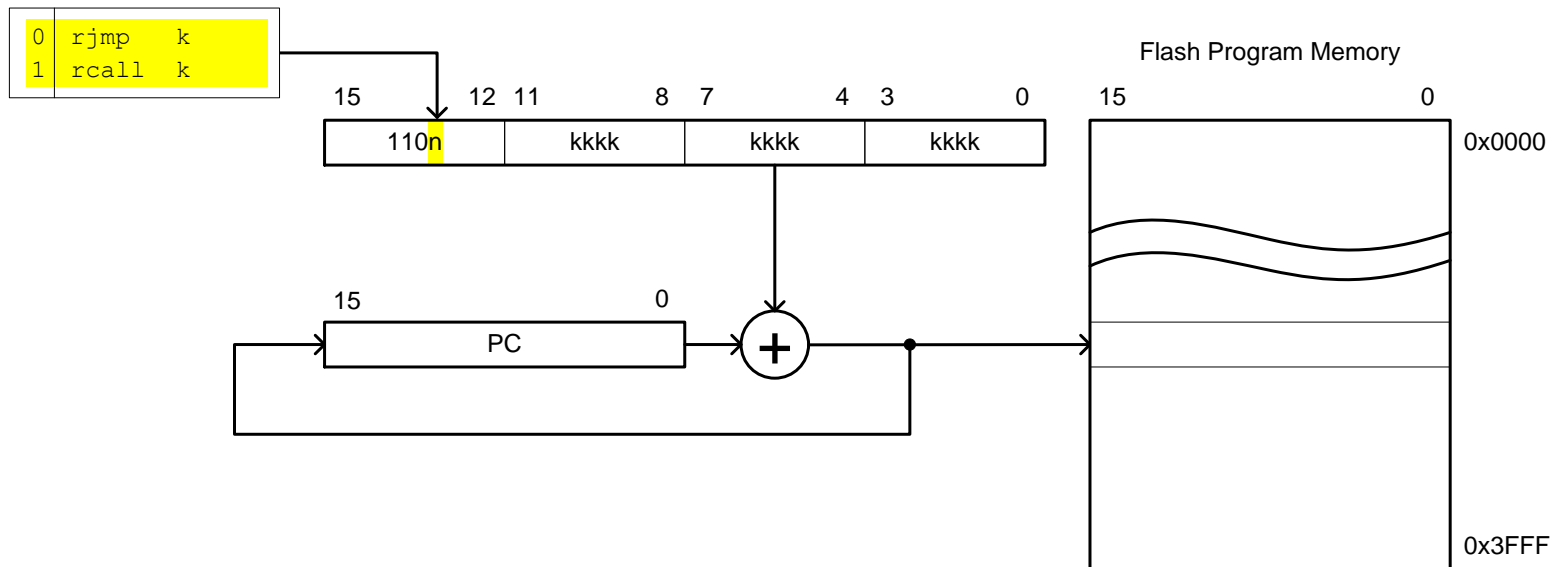 0 rjmp k
1 rcall k
Flash Program Memory
15 12 11 8 7 4 3 0
15 0
110n kkkk kkkk kkkk
0x0000
15 0
PC
+
0x3FFF